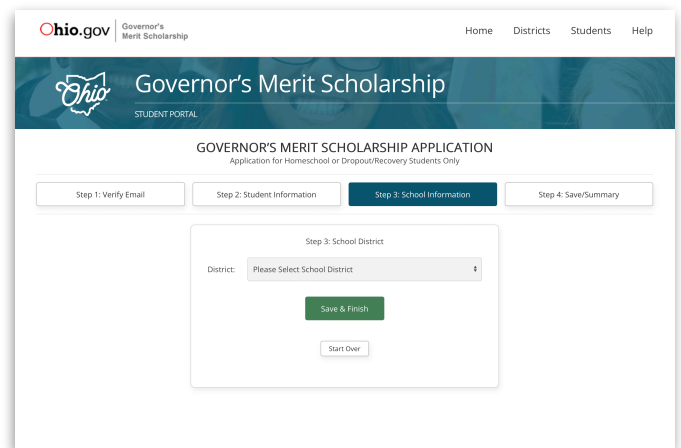 Ohio.gov
Governor's
Merit Scholarship
Home Districts Students Help
Ohio
Governor's Merit Scholarship
STUDENT PORTAL
GOVERNOR'S MERIT SCHOLARSHIP APPLICATION
Application for Homeschool or Dropout/Recovery Students Only
Step 1: Verify Email
Step 2: Student Information
Step 3: School Information
Step 4: Save/Summary
Step 3: School District
District: Please Select School District
Save & Finish
Start Over